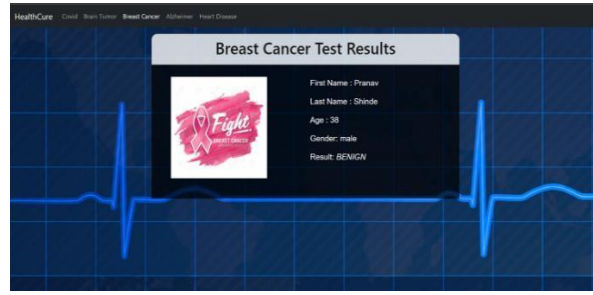 HealthCure Covid Brain Tumor Breast Cancer Alzheimer Heart Disease
Breast Cancer Test Results
First Name : Pranav
Last Name : Shinde
Age : 38
Gender: male
Result: BENIGN
Fight
BREAST CANCER